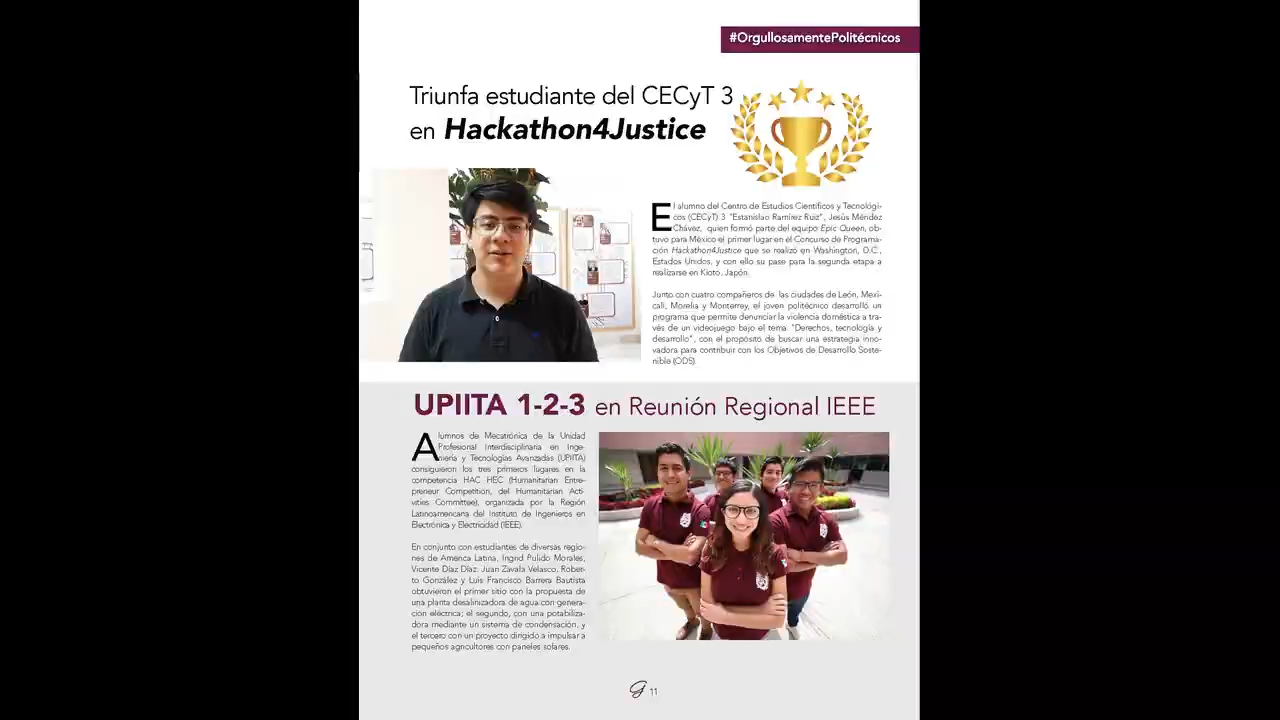 #OrgullosamentePolitécnicos
Triunfa estudiante del CECyT 3
en Hackathon4Justice
El alumno del Centro de Estudios Científicos y Tecnológi-
cos (CECyT) 3 "Estanislao Ramírez Ruiz", Jesús Méndez
Chávez, quien formó parte del equipo Epic Queen, ob-
tuvo para México el primer lugar en el Concurso de Programa-
ción Hackathon4Justice que se realizó en Washington, D.C.,
Estados Unidos, y con ello su pase para la segunda etapa a
realizarse en Kioto, Japón.
Junto con cuatro compañeros de las ciudades de León, Mexi-
cali, Morelia y Monterrey, el joven politécnico desarrolló un
programa que permite denunciar la violencia doméstica a tra-
vés de un videojuego bajo el tema "Derechos, tecnología y
desarrollo", con el propósito de buscar una estrategia inno-
vadora para contribuir con los Objetivos de Desarrollo Soste-
nible (ODS).
UPIITA 1-2-3 en Reunión Regional IEEE
Alumnos de Mecatrónica de la Unidad
Profesional Interdisciplinaria en Inge-
niería y Tecnologías Avanzadas (UPIITA)
consiguieron los tres primeros lugares en la
competencia HAC HEC (Humanitarian Entre-
preneur Competition, del Humanitarian Acti-
vities Committee), organizada por la Región
Latinoamericana del Instituto de Ingenieros en
Electrónica y Electricidad (IEEE).
En conjunto con estudiantes de diversas regio-
nes de América Latina, Ingrid Pulido Morales,
Vicente Díaz Díaz, Juan Zavala Velasco, Rober-
to González y Luis Francisco Barrera Bautista
obtuvieron el primer sitio con la propuesta de
una planta desalinizadora de agua con genera-
ción eléctrica; el segundo, con una potabiliza-
dora mediante un sistema de condensación, y
el tercero con un proyecto dirigido a impulsar a
pequeños agricultores con paneles solares.
11